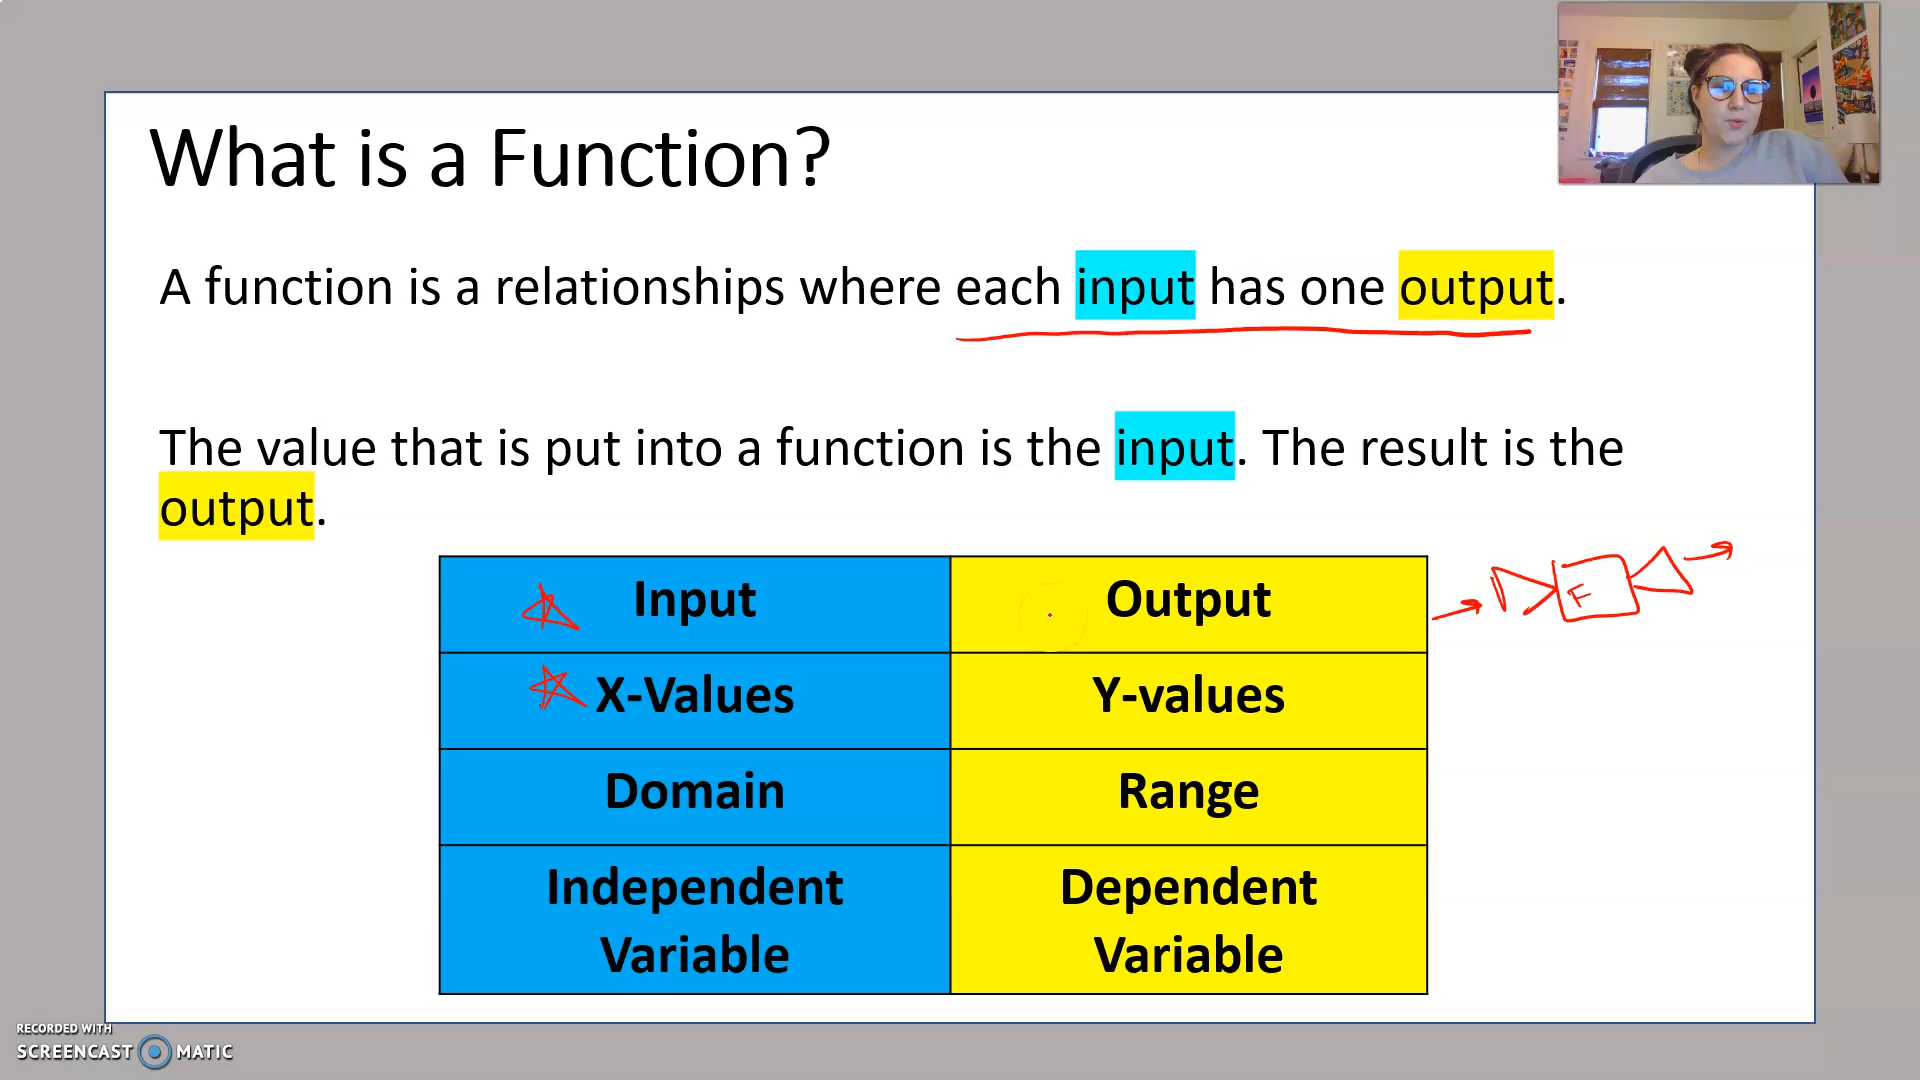 What is a Function?
A function is a relationships where each input has one output.
The value that is put into a function is the input. The result is the
output.
Input Output
F
X-Values Y-values
Domain Range
Independent Dependent
Variable Variable
RECORDED WITH
SCREENCAST MATIC